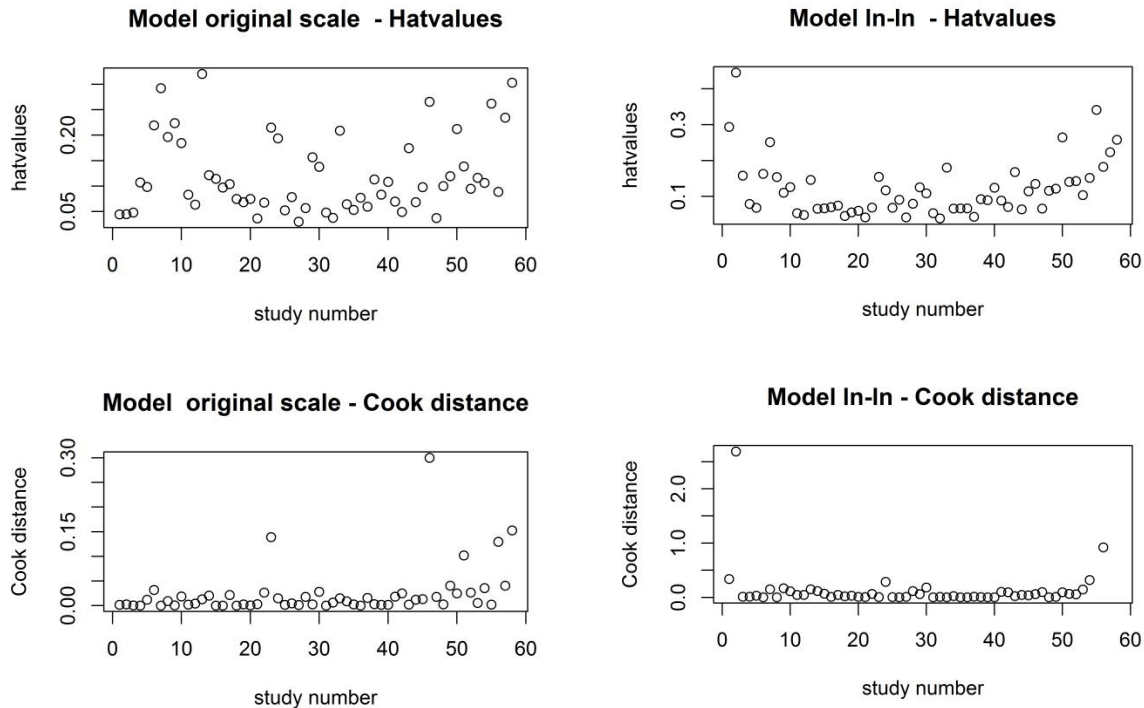 Model original scale - Hatvalues
hatvalues
0.05 0.20
0 10 20 30 40 50 60
study number
Model ln-ln - Hatvalues
hatvalues
0.1 0.3
0 10 20 30 40 50 60
study number
Model original scale - Cook distance
Cook distance
0.00 0.15 0.30
0 10 20 30 40 50 60
study number
Model ln-ln - Cook distance
Cook distance
0.0 1.0 2.0
0 10 20 30 40 50 60
study number